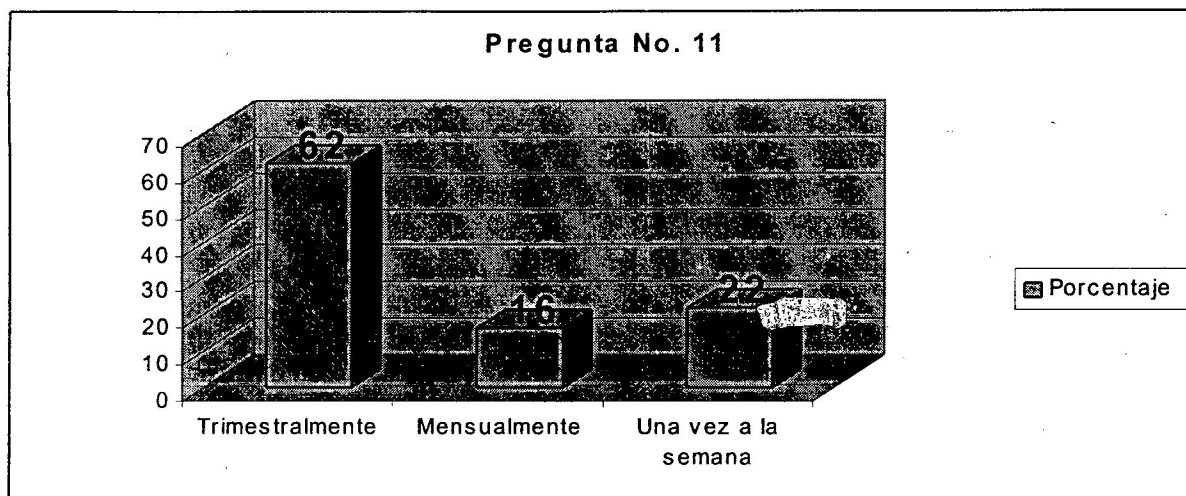 Pregunta No. 11
70
60
50
40
30
20
10
0
62
16
22
Trimestralmente
Mensualmente
Una vez a la
semana
Porcentaje